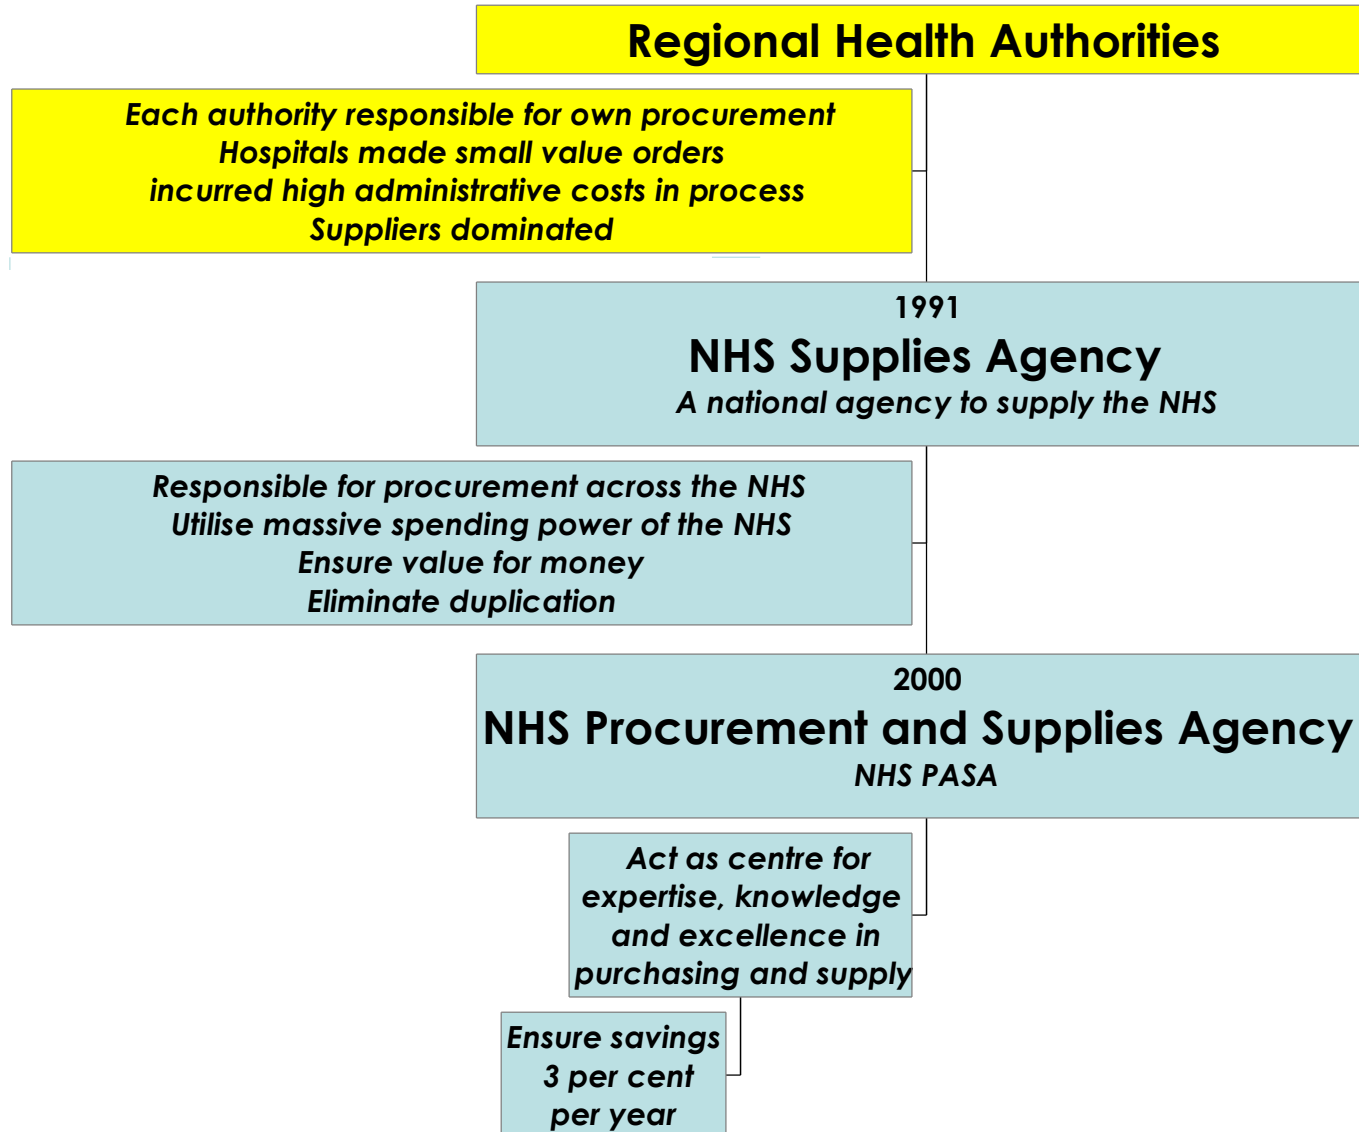 Regional Health Authorities
Each authority responsible for own procurement
Hospitals made small value orders
incurred high administrative costs in process
Suppliers dominated
1991
NHS Supplies Agency
A national agency to supply the NHS
Responsible for procurement across the NHS
Utilise massive spending power of the NHS
Ensure value for money
Eliminate duplication
2000
NHS Procurement and Supplies Agency
NHS PASA
Act as centre for
expertise, knowledge
and excellence in
purchasing and supply
Ensure savings
3 per cent
per year